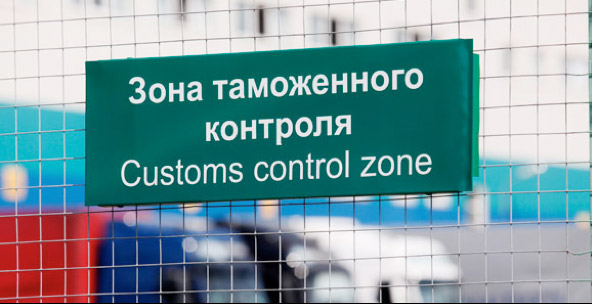 Зона таможенного
контроля
Customs control zone